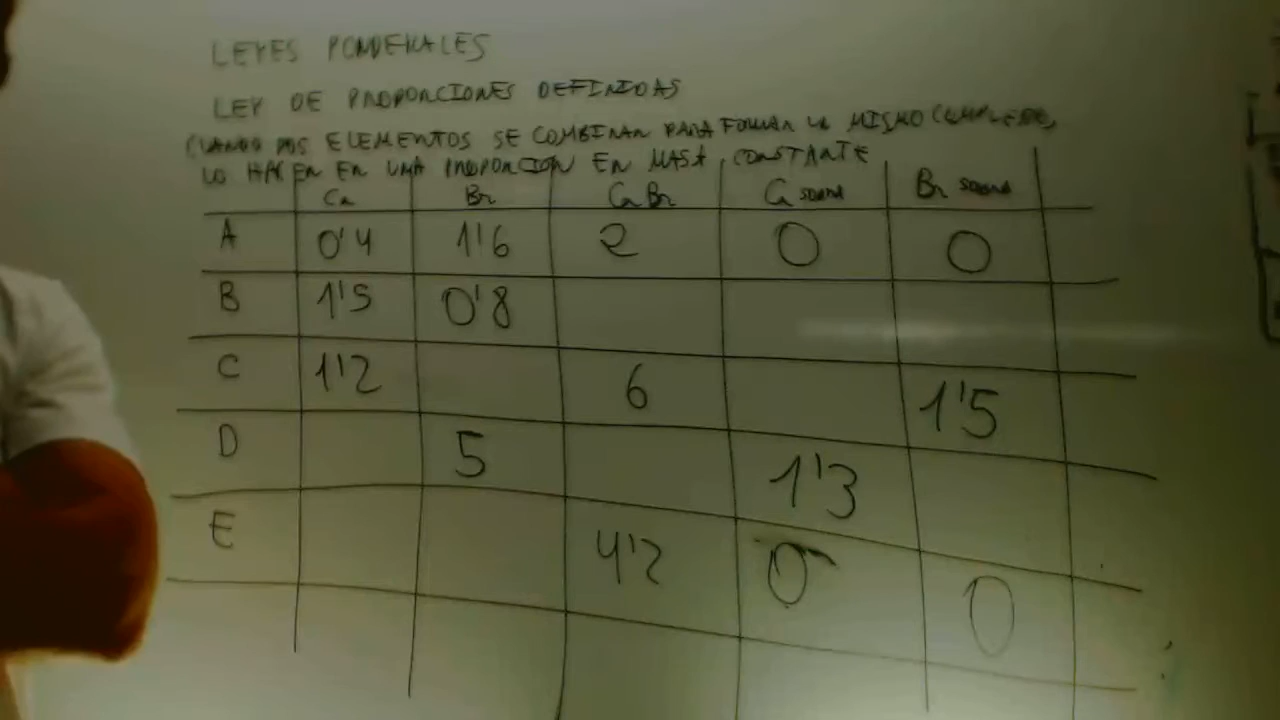 LEYES PONDERALES
LEY DE PROPORCIONES DEFINIDAS
CUANDO DOS ELEMENTOS SE COMBINAN PARA FORMAR UN MISMO COMPUESTO,
LO HACEN EN UNA PROPORCION EN MASA CONSTANTE
Ca Br CaBr Ca sobra Br sobra
A 0'4 1'6 2 0 0
B 1'5 0'8
C 1'2 6 1'5
D 5 1'3
E 4'2 0 0